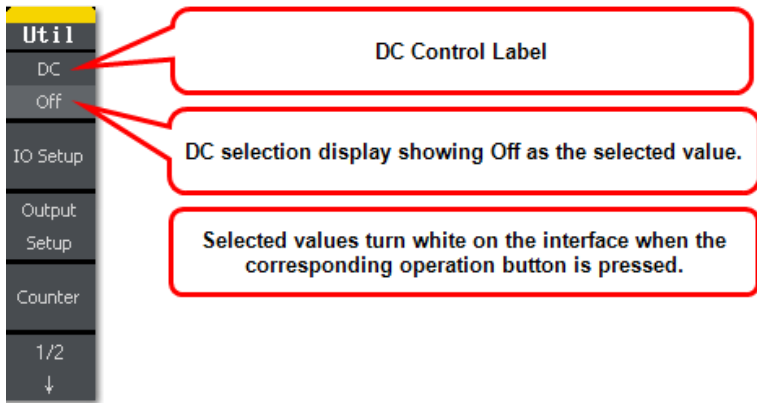 Util
DC
Off
IO Setup
Output
Setup
Counter
1/2
↓
DC Control Label
DC selection display showing Off as the selected value.
Selected values turn white on the interface when the
corresponding operation button is pressed.